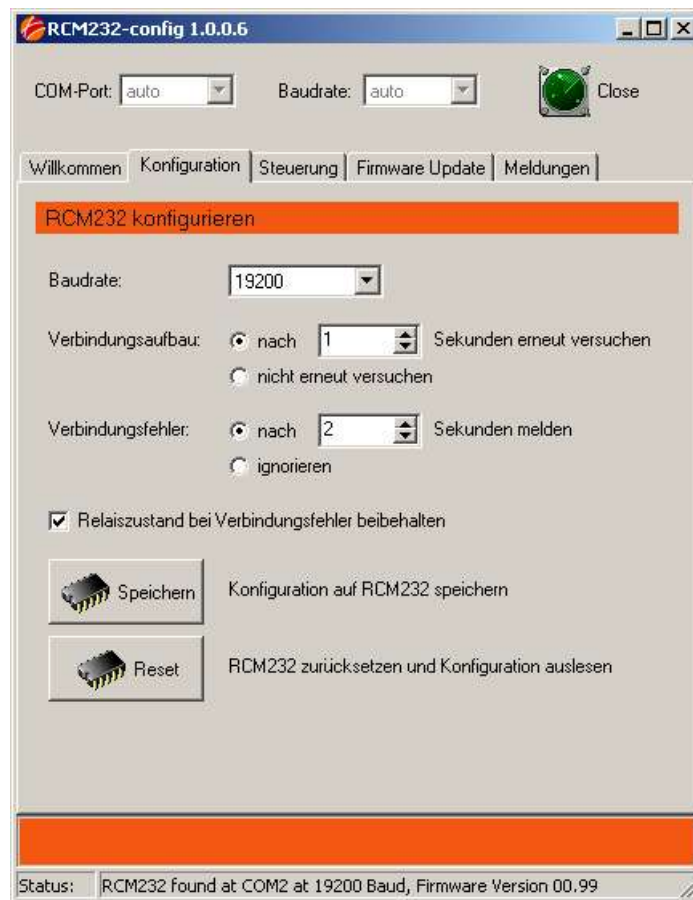 RCM232-config 1.0.0.6
COM-Port: auto Baudrate: auto Close
Willkommen Konfiguration Steuerung Firmware Update Meldungen
RCM232 konfigurieren
Baudrate: 19200
Verbindungsaufbau: nach 1 Sekunden erneut versuchen
nicht erneut versuchen
Verbindungsfehler: nach 2 Sekunden melden
ignorieren
Relaiszustand bei Verbindungsfehler beibehalten
Speichern Konfiguration auf RCM232 speichern
Reset RCM232 zurücksetzen und Konfiguration auslesen
Status: RCM232 found at COM2 at 19200 Baud, Firmware Version 00.99